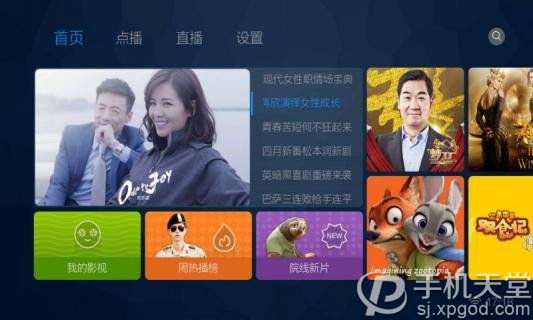 首页
点播
直播
设置
现代女性职情场宝典
海欣演绎女性成长
青春苦短何不狂起来
四月新番松本润新剧
英暗黑喜剧重磅来袭
巴萨三连败枪手连平
Ode to Joy
我的影视
周热播榜
NEW
院线新片
imagining zootopia
手机天堂
sj.xpgod.com